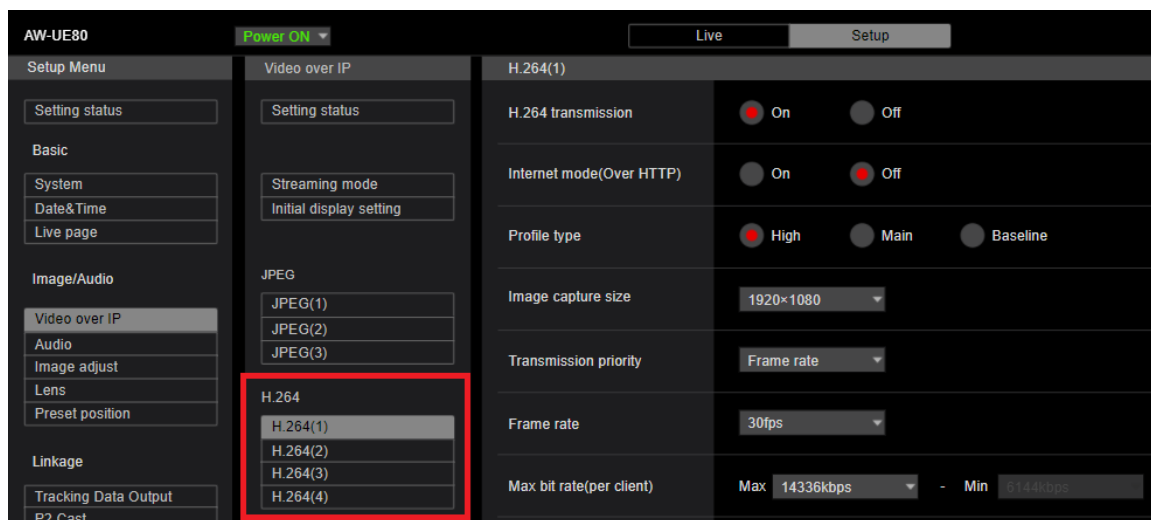 AW-UE80
Power ON
Live
Setup
Setup Menu
Setting status
Basic
System
Date&Time
Live page
Image/Audio
Video over IP
Audio
Image adjust
Lens
Preset position
Linkage
Tracking Data Output
P2 Cast
Video over IP
Setting status
Streaming mode
Initial display setting
JPEG
JPEG(1)
JPEG(2)
JPEG(3)
H.264
H.264(1)
H.264(2)
H.264(3)
H.264(4)
H.264(1)
H.264 transmission On Off
Internet mode(Over HTTP) On Off
Profile type High Main Baseline
Image capture size 1920×1080
Transmission priority Frame rate
Frame rate 30fps
Max bit rate(per client) Max 14336kbps - Min 6144kbps